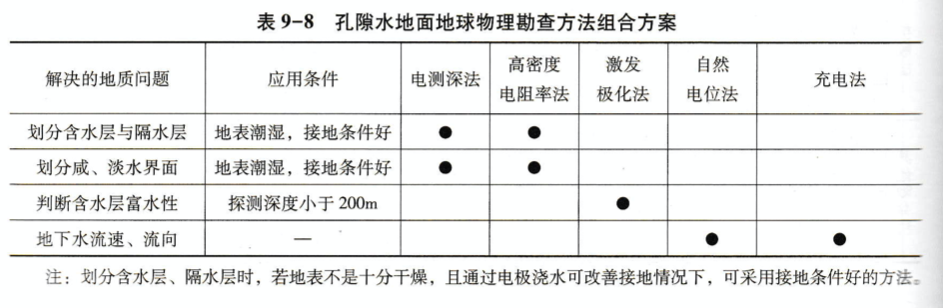 表 9-8 孔隙水地面地球物理勘查方法组合方案
解决的地质问题 应用条件 电测深法 高密度电阻率法 激发极化法 自然电位法 充电法
划分含水层与隔水层 地表潮湿，接地条件好 ● ●
划分咸、淡水界面 地表潮湿，接地条件好 ● ●
判断含水层富水性 探测深度小于 200m ●
地下水流速、流向 — ● ●
注：划分含水层、隔水层时，若地表不是十分干燥，且通过电极浇水可改善接地情况下，可采用接地条件好的方法。